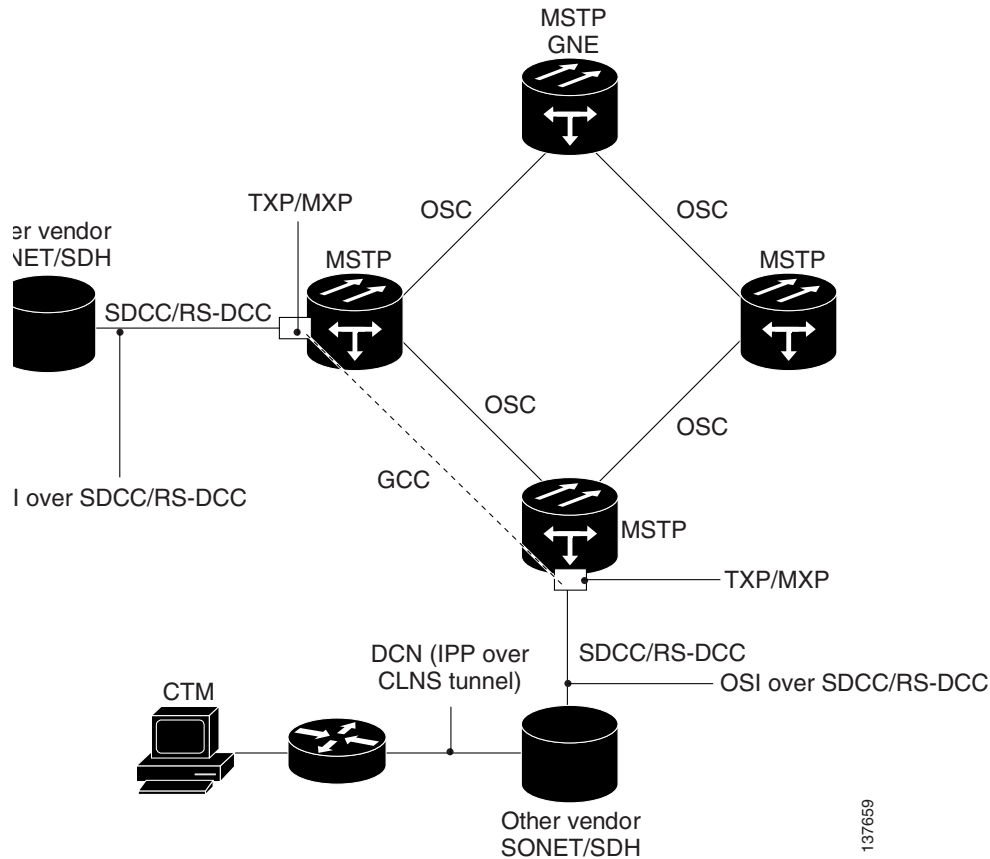 MSTP
GNE
TXP/MXP
OSC
OSC
er vendor
NET/SDH
MSTP
MSTP
SDCC/RS-DCC
OSC
OSC
GCC
I over SDCC/RS-DCC
MSTP
TXP/MXP
SDCC/RS-DCC
DCN (IPP over
CLNS tunnel)
OSI over SDCC/RS-DCC
CTM
Other vendor
SONET/SDH
137659